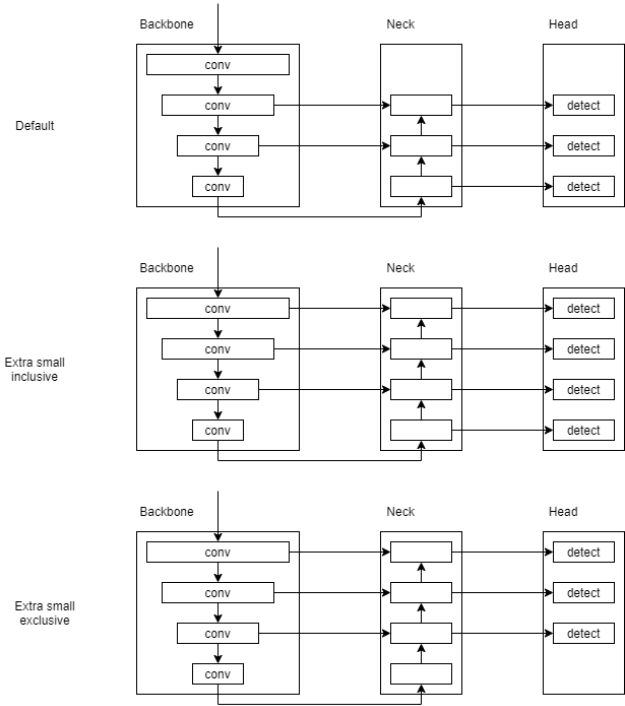 Backbone
Neck
Head
conv
conv
detect
Default
conv
detect
conv
detect
Backbone
Neck
Head
conv
detect
conv
detect
Extra small
inclusive
conv
detect
conv
detect
Backbone
Neck
Head
conv
detect
conv
detect
Extra small
exclusive
conv
detect
conv